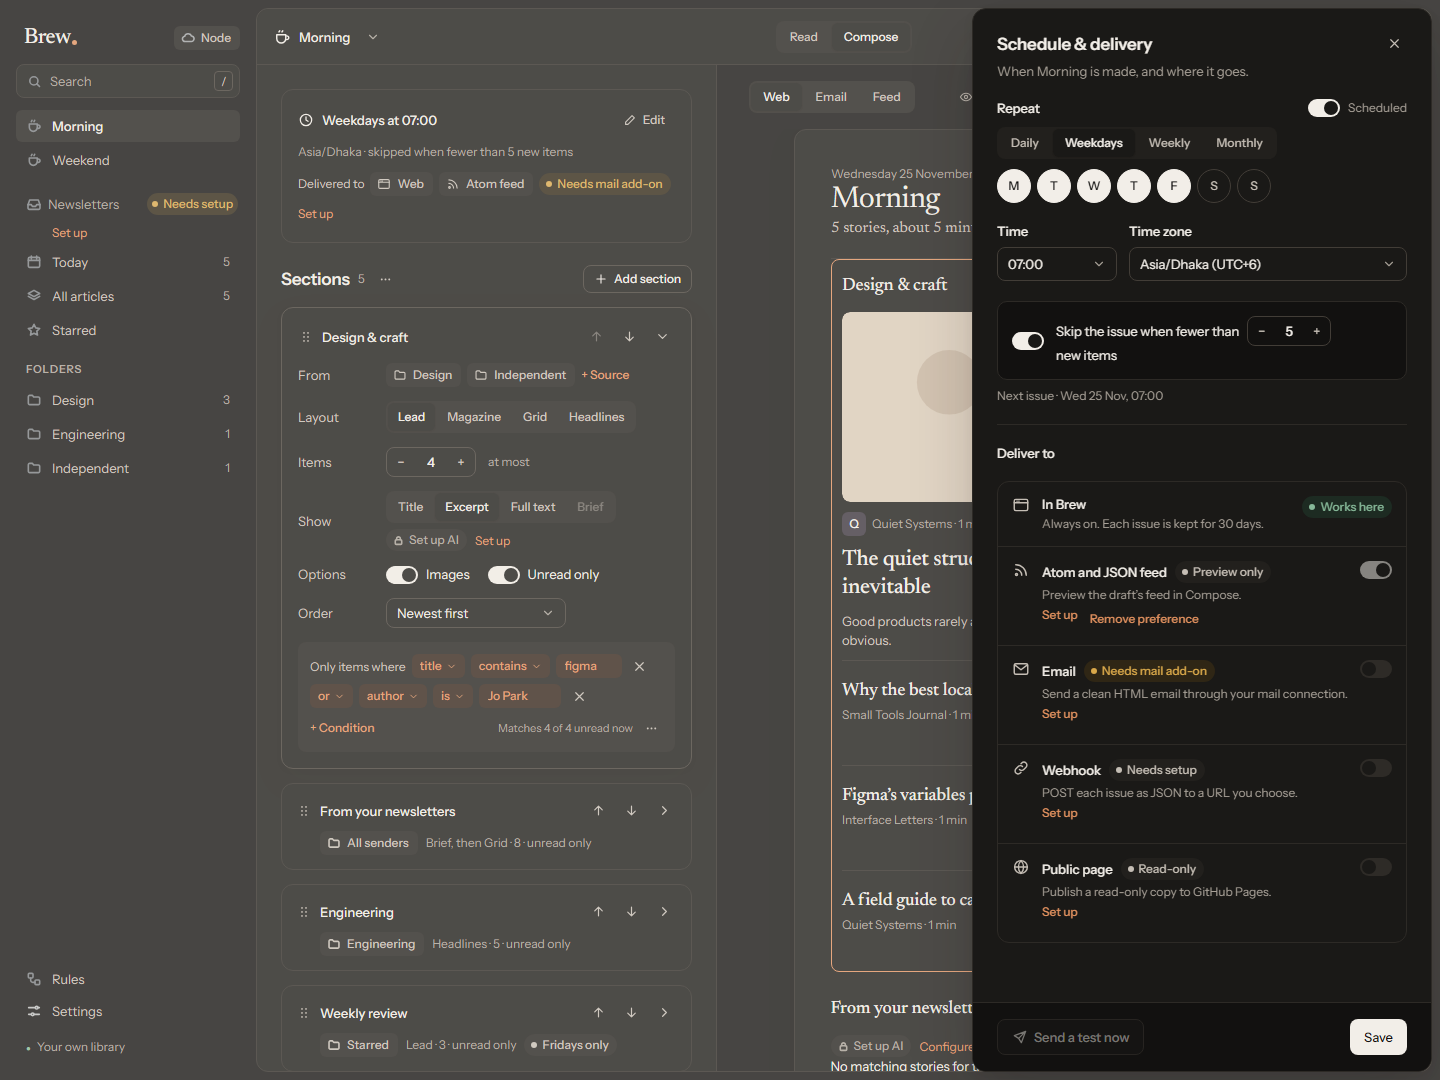 Brew.
Node
Search
/
Morning
Weekend
Newsletters
Needs setup
Set up
Today 5
All articles 5
Starred
FOLDERS
Design 3
Engineering 1
Independent 1
Rules
Settings
Your own library
Morning
Read
Compose
Weekdays at 07:00
Edit
Asia/Dhaka · skipped when fewer than 5 new items
Delivered to Web Atom feed Needs mail add-on
Set up
Sections 5
Add section
Design & craft
From Design Independent + Source
Layout Lead Magazine Grid Headlines
Items − 4 + at most
Show Title Excerpt Full text Brief
Set up AI Set up
Options Images Unread only
Order Newest first
Only items where title contains figma
or author is Jo Park
+ Condition Matches 4 of 4 unread now
From your newsletters
All senders Brief, then Grid · 8 · unread only
Engineering
Engineering Headlines · 5 · unread only
Weekly review
Starred Lead · 3 · unread only Fridays only
Web Email Feed
Wednesday 25 November
Morning
5 stories, about 5
Design & craft
Q Quiet Systems · 1
The quiet
inevitable
Good products rarely
obvious.
Why the best
Small Tools Journal · 1
Figma's variables
Interface Letters · 1 min
A field guide to
Quiet Systems · 1 min
From your
Set up AI
No matching stories for
Schedule & delivery
When Morning is made, and where it goes.
Repeat Scheduled
Daily Weekdays Weekly Monthly
M T W T F S S
Time Time zone
07:00 Asia/Dhaka (UTC+6)
Skip the issue when fewer than − 5 +
new items
Next issue · Wed 25 Nov, 07:00
Deliver to
In Brew Works here
Always on. Each issue is kept for 30 days.
Atom and JSON feed Preview only
Preview the draft's feed in Compose.
Set up Remove preference
Email Needs mail add-on
Send a clean HTML email through your mail connection.
Set up
Webhook Needs setup
POST each issue as JSON to a URL you choose.
Set up
Public page Read-only
Publish a read-only copy to GitHub Pages.
Set up
Send a test now
Save